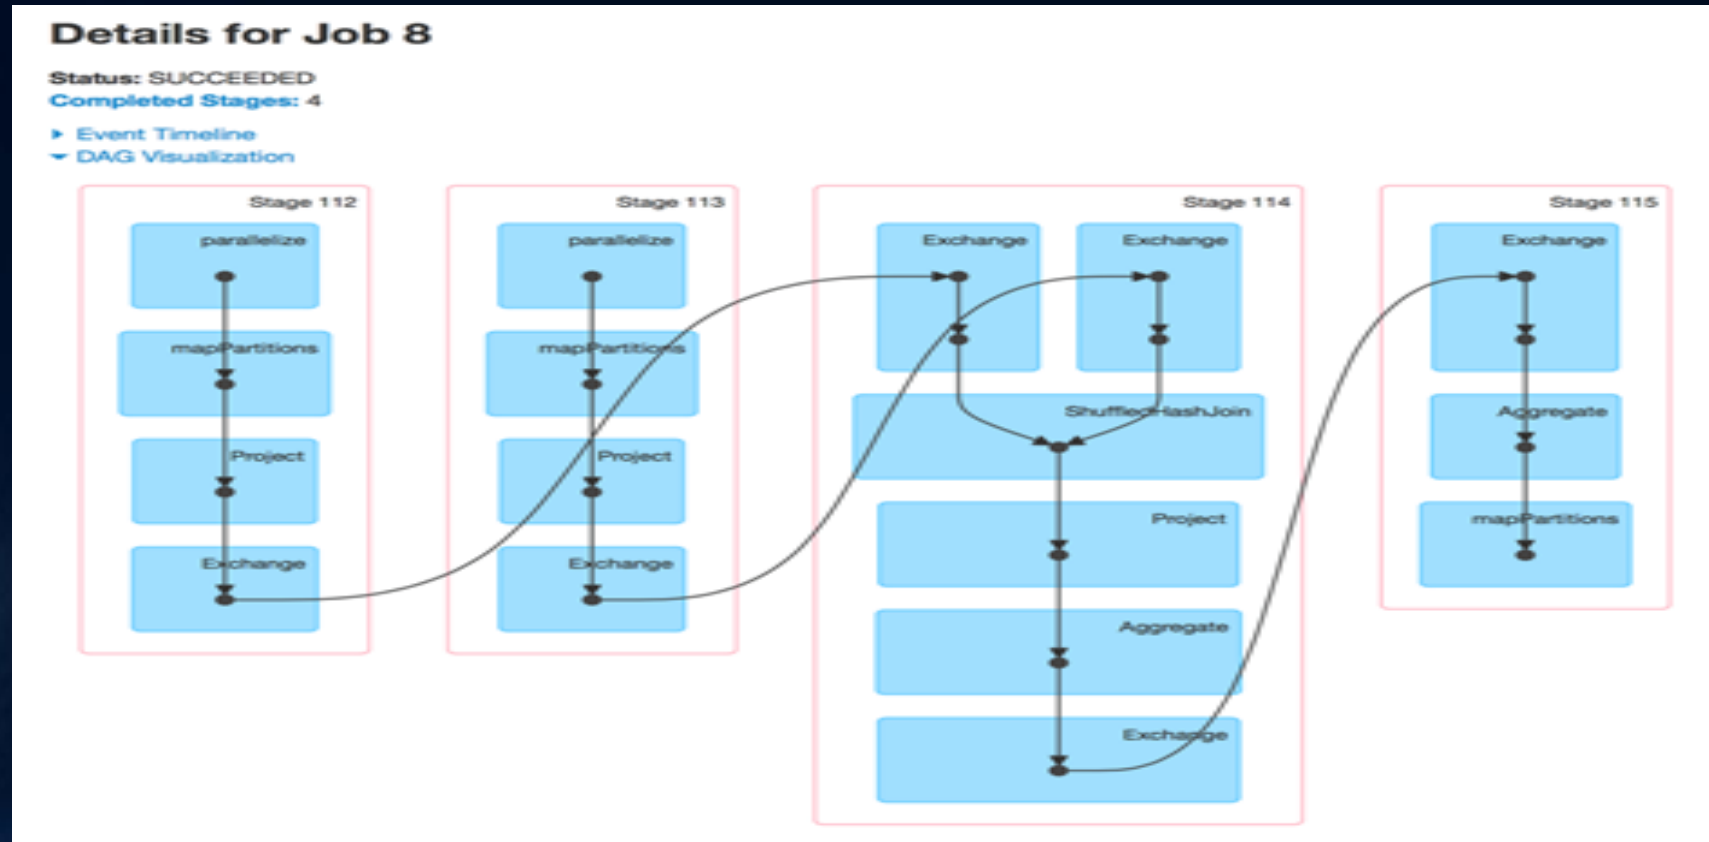 Details for Job 8
Status: SUCCEEDED
Completed Stages: 4
Event Timeline
DAG Visualization
Stage 112
parallelize
mapPartitions
Project
Exchange
Stage 113
parallelize
mapPartitions
Project
Exchange
Stage 114
Exchange
Exchange
ShuffledHashJoin
Project
Aggregate
Exchange
Stage 115
Exchange
Aggregate
mapPartitions